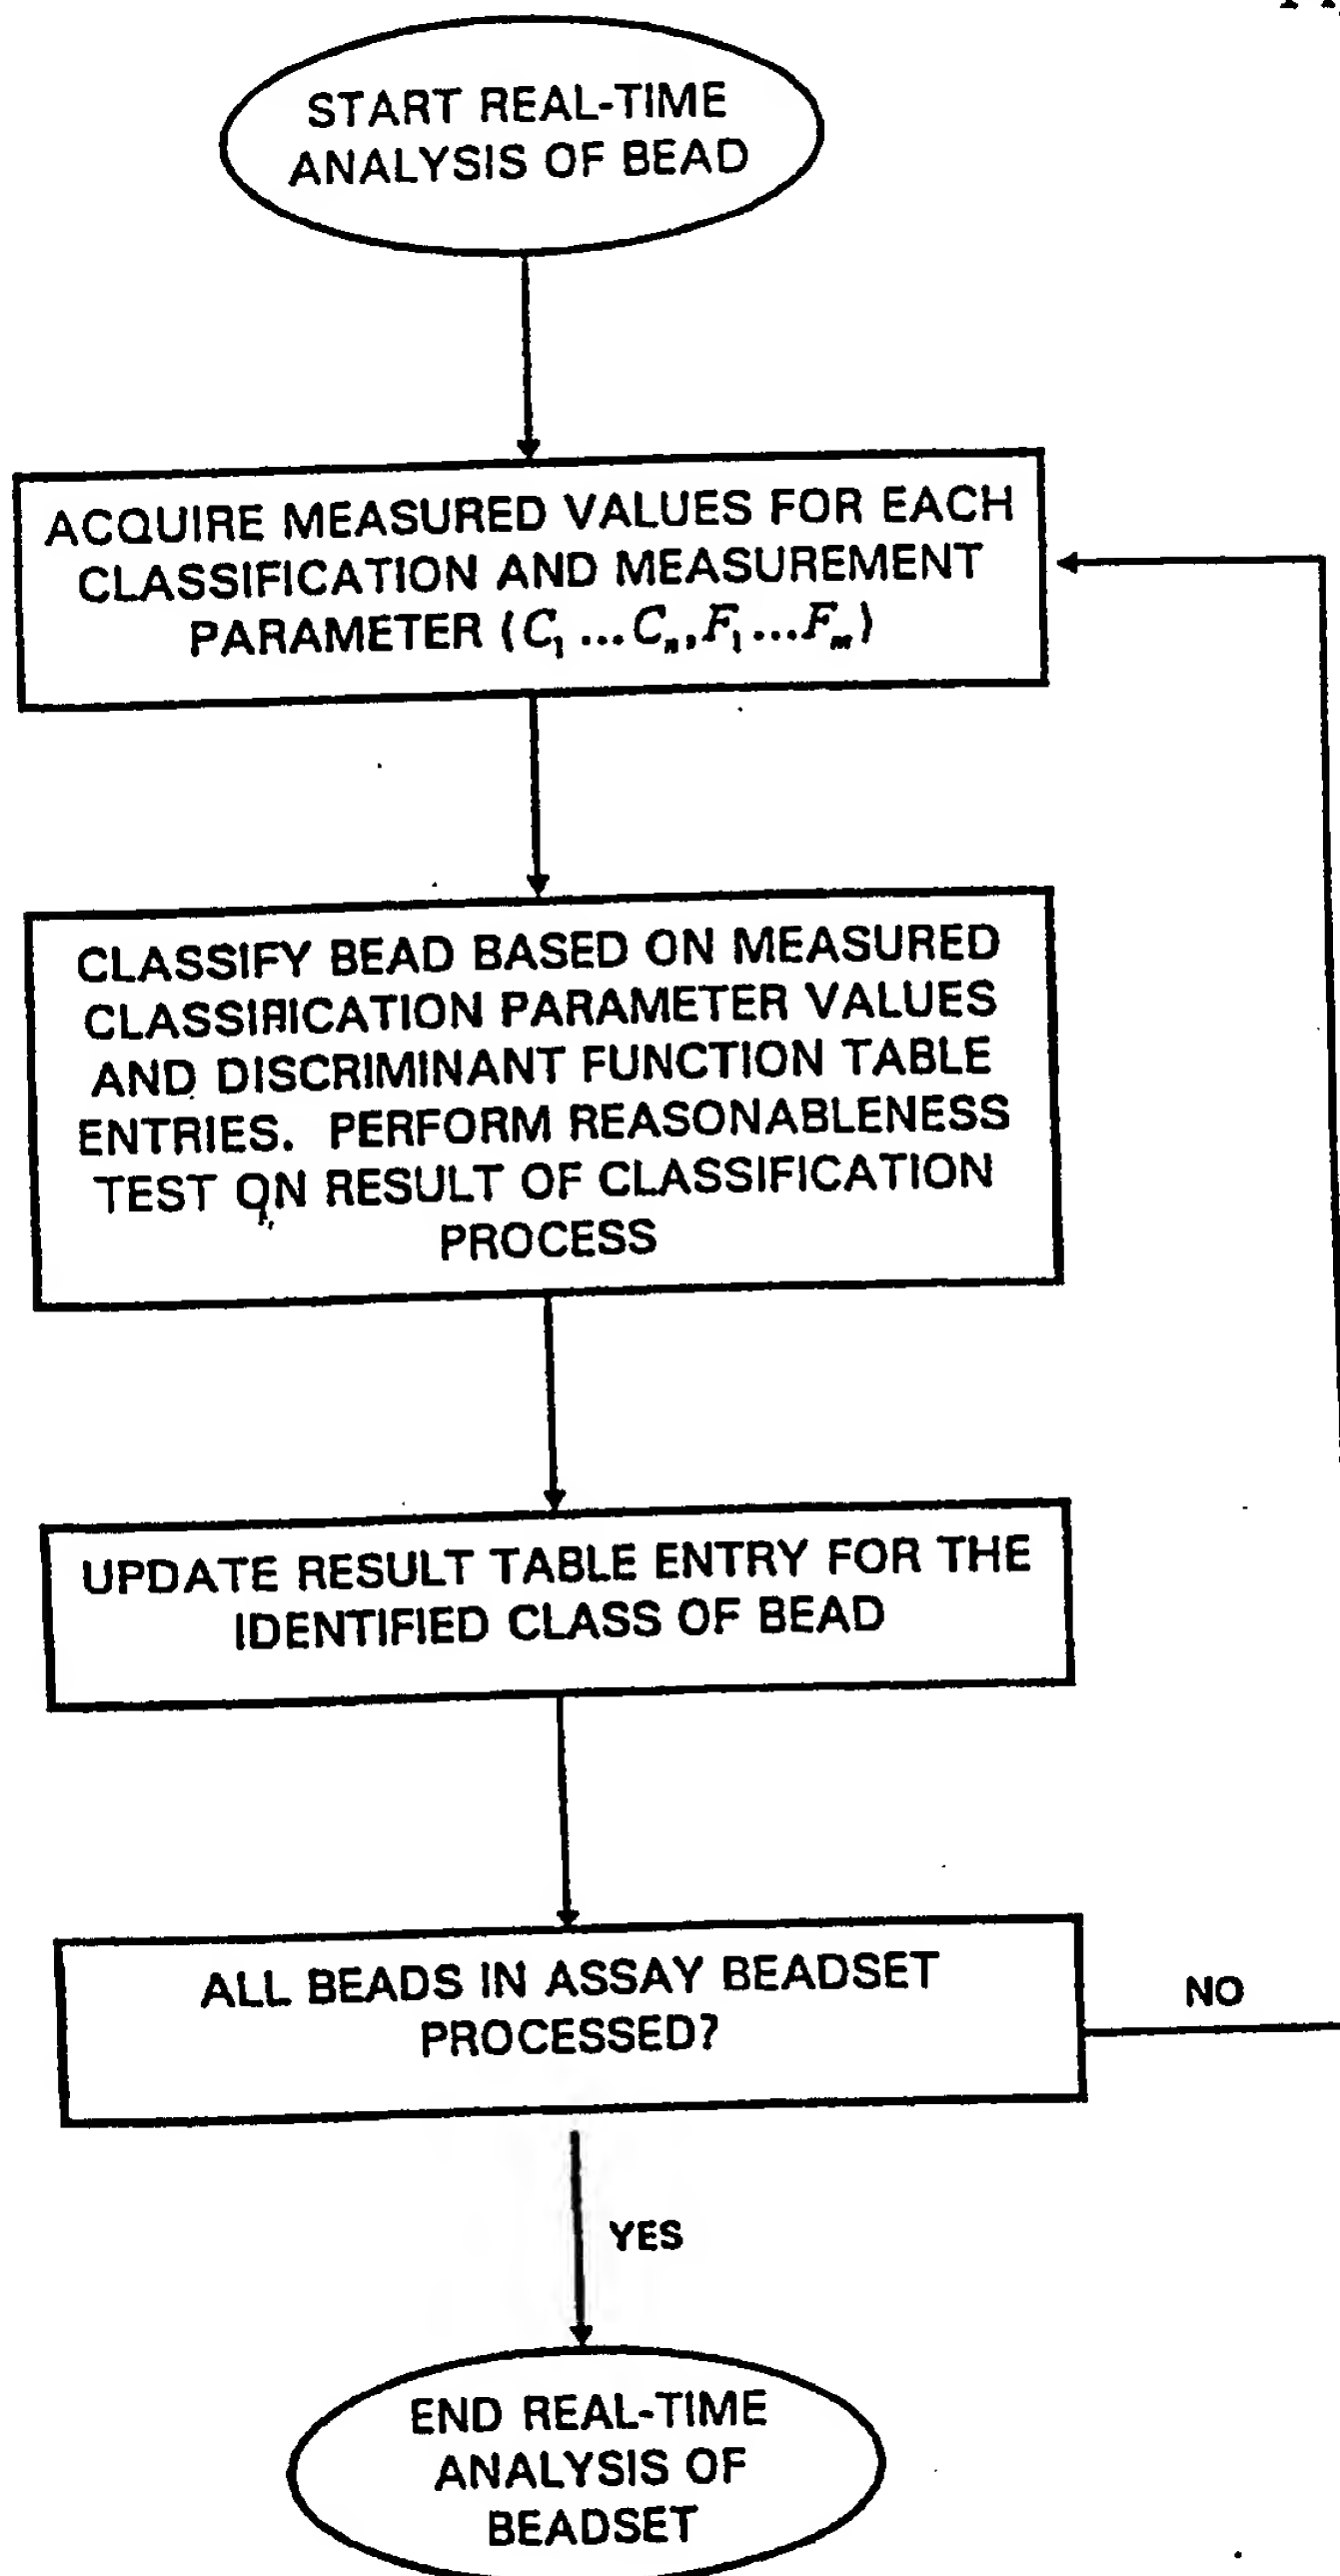 START REAL-TIME
ANALYSIS OF BEAD
ACQUIRE MEASURED VALUES FOR EACH
CLASSIFICATION AND MEASUREMENT
PARAMETER (C₁ ...Cₙ,F₁...Fₘ)
CLASSIFY BEAD BASED ON MEASURED
CLASSIFICATION PARAMETER VALUES
AND DISCRIMINANT FUNCTION TABLE
ENTRIES. PERFORM REASONABLENESS
TEST ON RESULT OF CLASSIFICATION
PROCESS
UPDATE RESULT TABLE ENTRY FOR THE
IDENTIFIED CLASS OF BEAD
ALL BEADS IN ASSAY BEADSET
PROCESSED?
NO
YES
END REAL-TIME
ANALYSIS OF
BEADSET